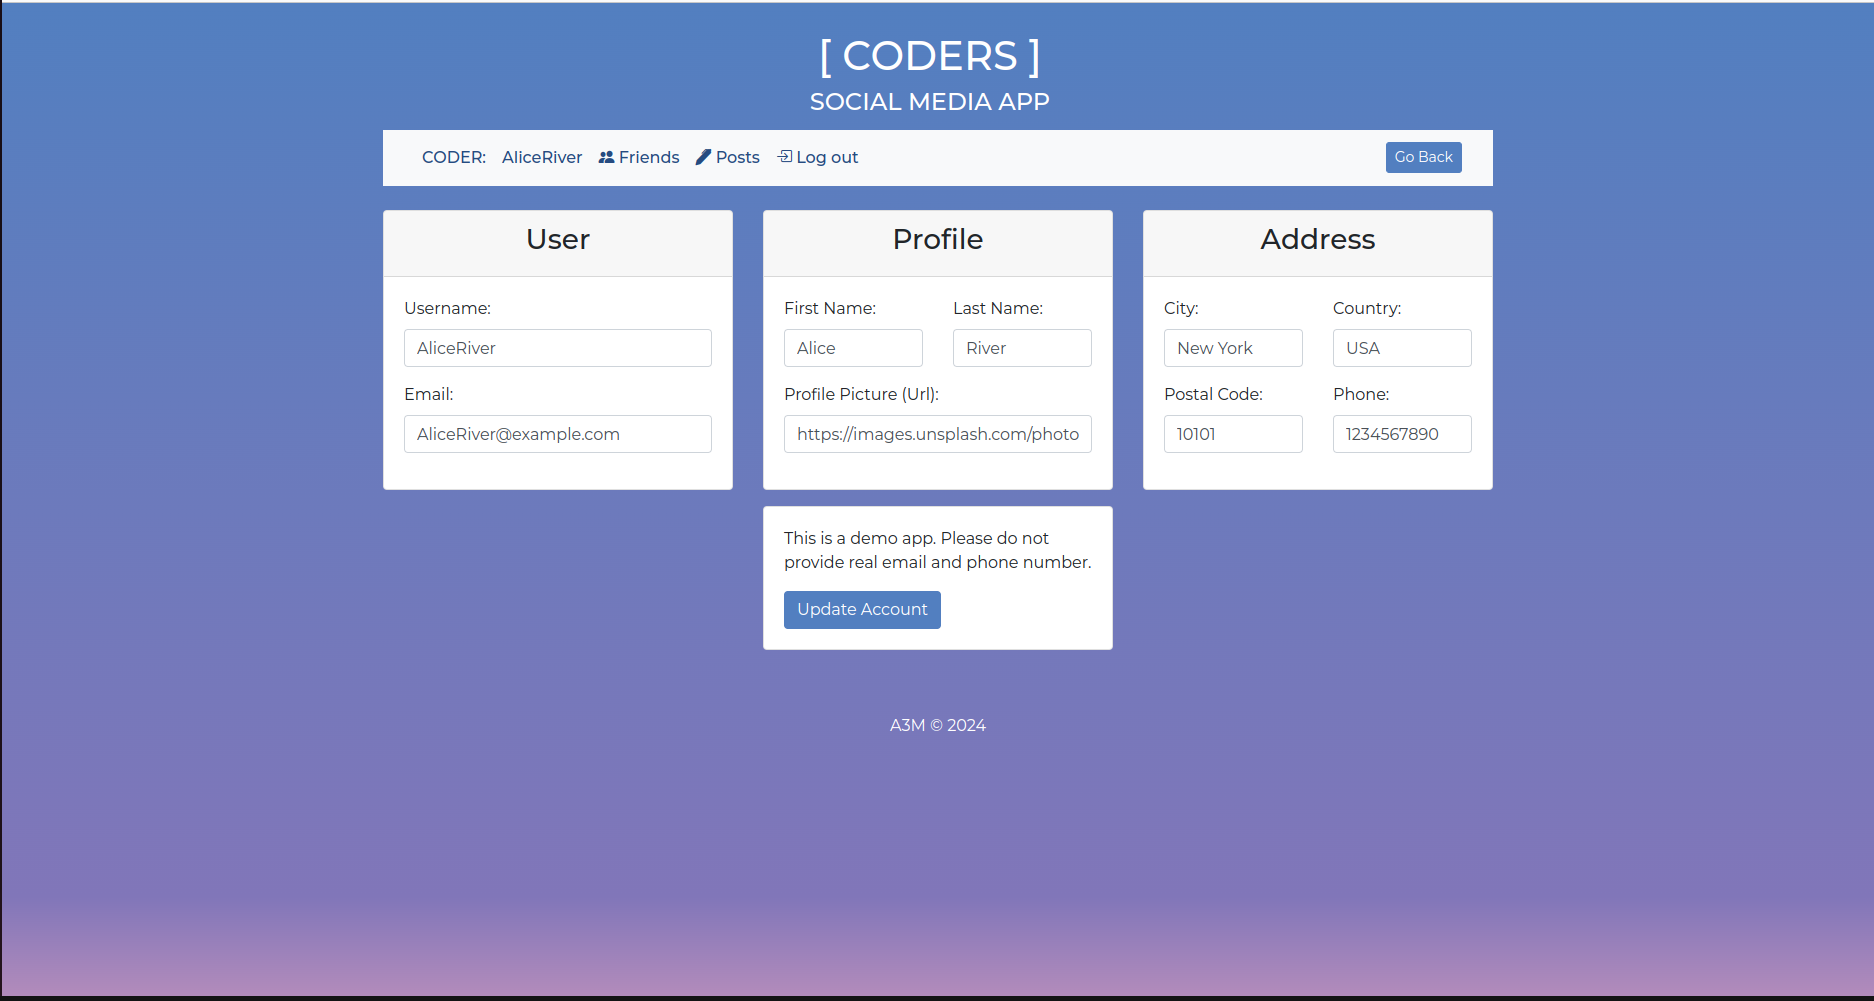 [ CODERS ]
SOCIAL MEDIA APP
CODER: AliceRiver Friends Posts Log out Go Back
User
Username:
AliceRiver
Email:
AliceRiver@example.com
Profile
First Name: Last Name:
Alice River
Profile Picture (Url):
https://images.unsplash.com/photo
Address
City: Country:
New York USA
Postal Code: Phone:
10101 1234567890
This is a demo app. Please do not
provide real email and phone number.
Update Account
A3M © 2024